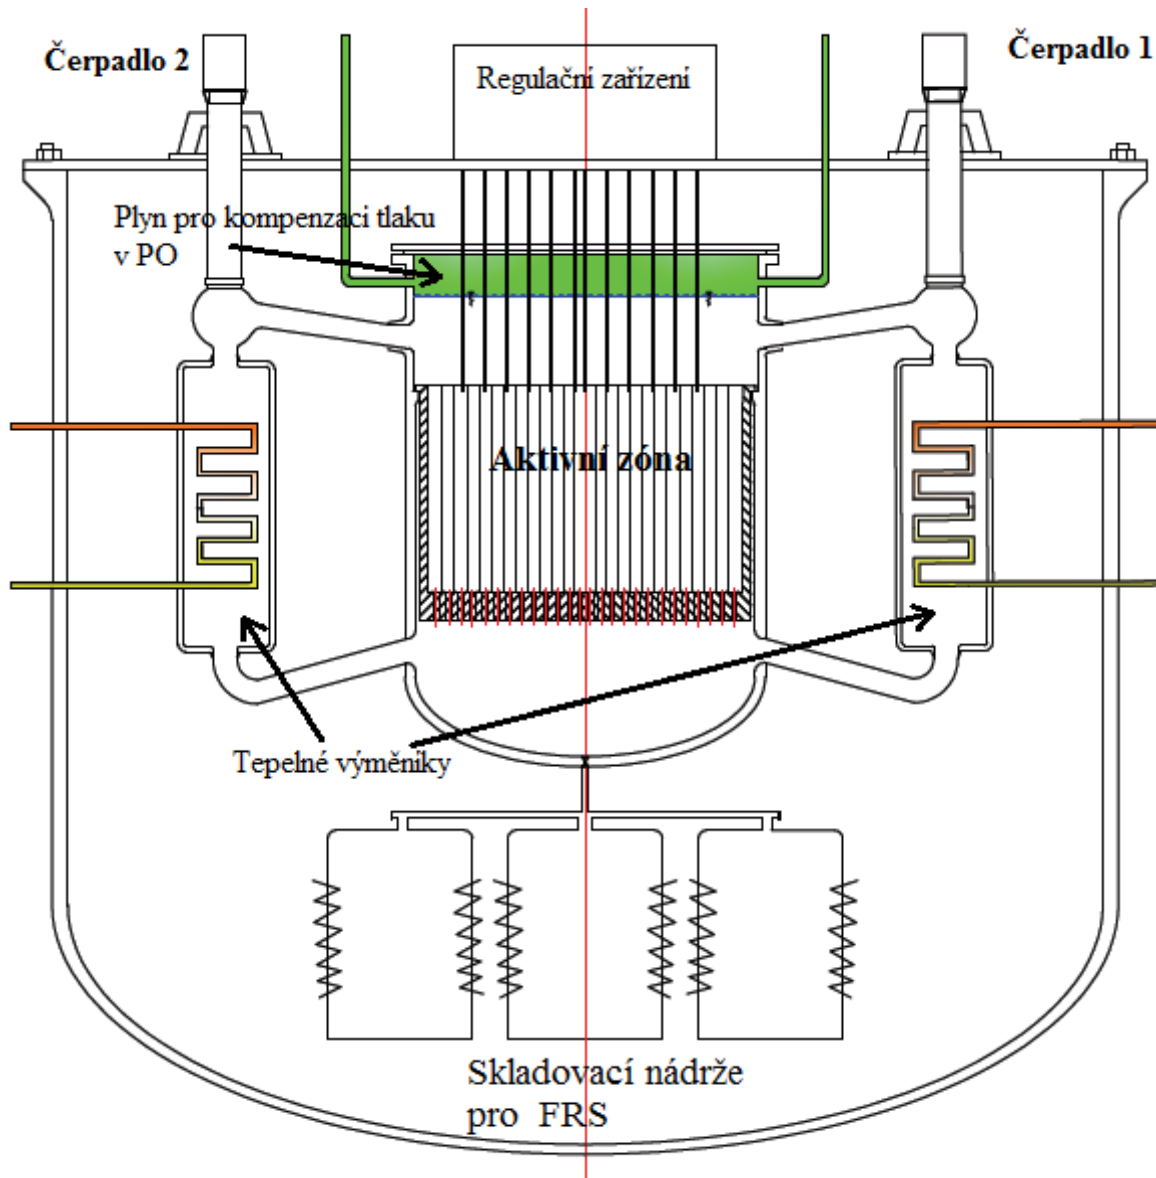 Čerpadlo 2
Regulační zařízení
Čerpadlo 1
Plyn pro kompenzaci tlaku
v PO
Aktivní zóna
Tepelné výměníky
Skladovací nádrže
pro FRS